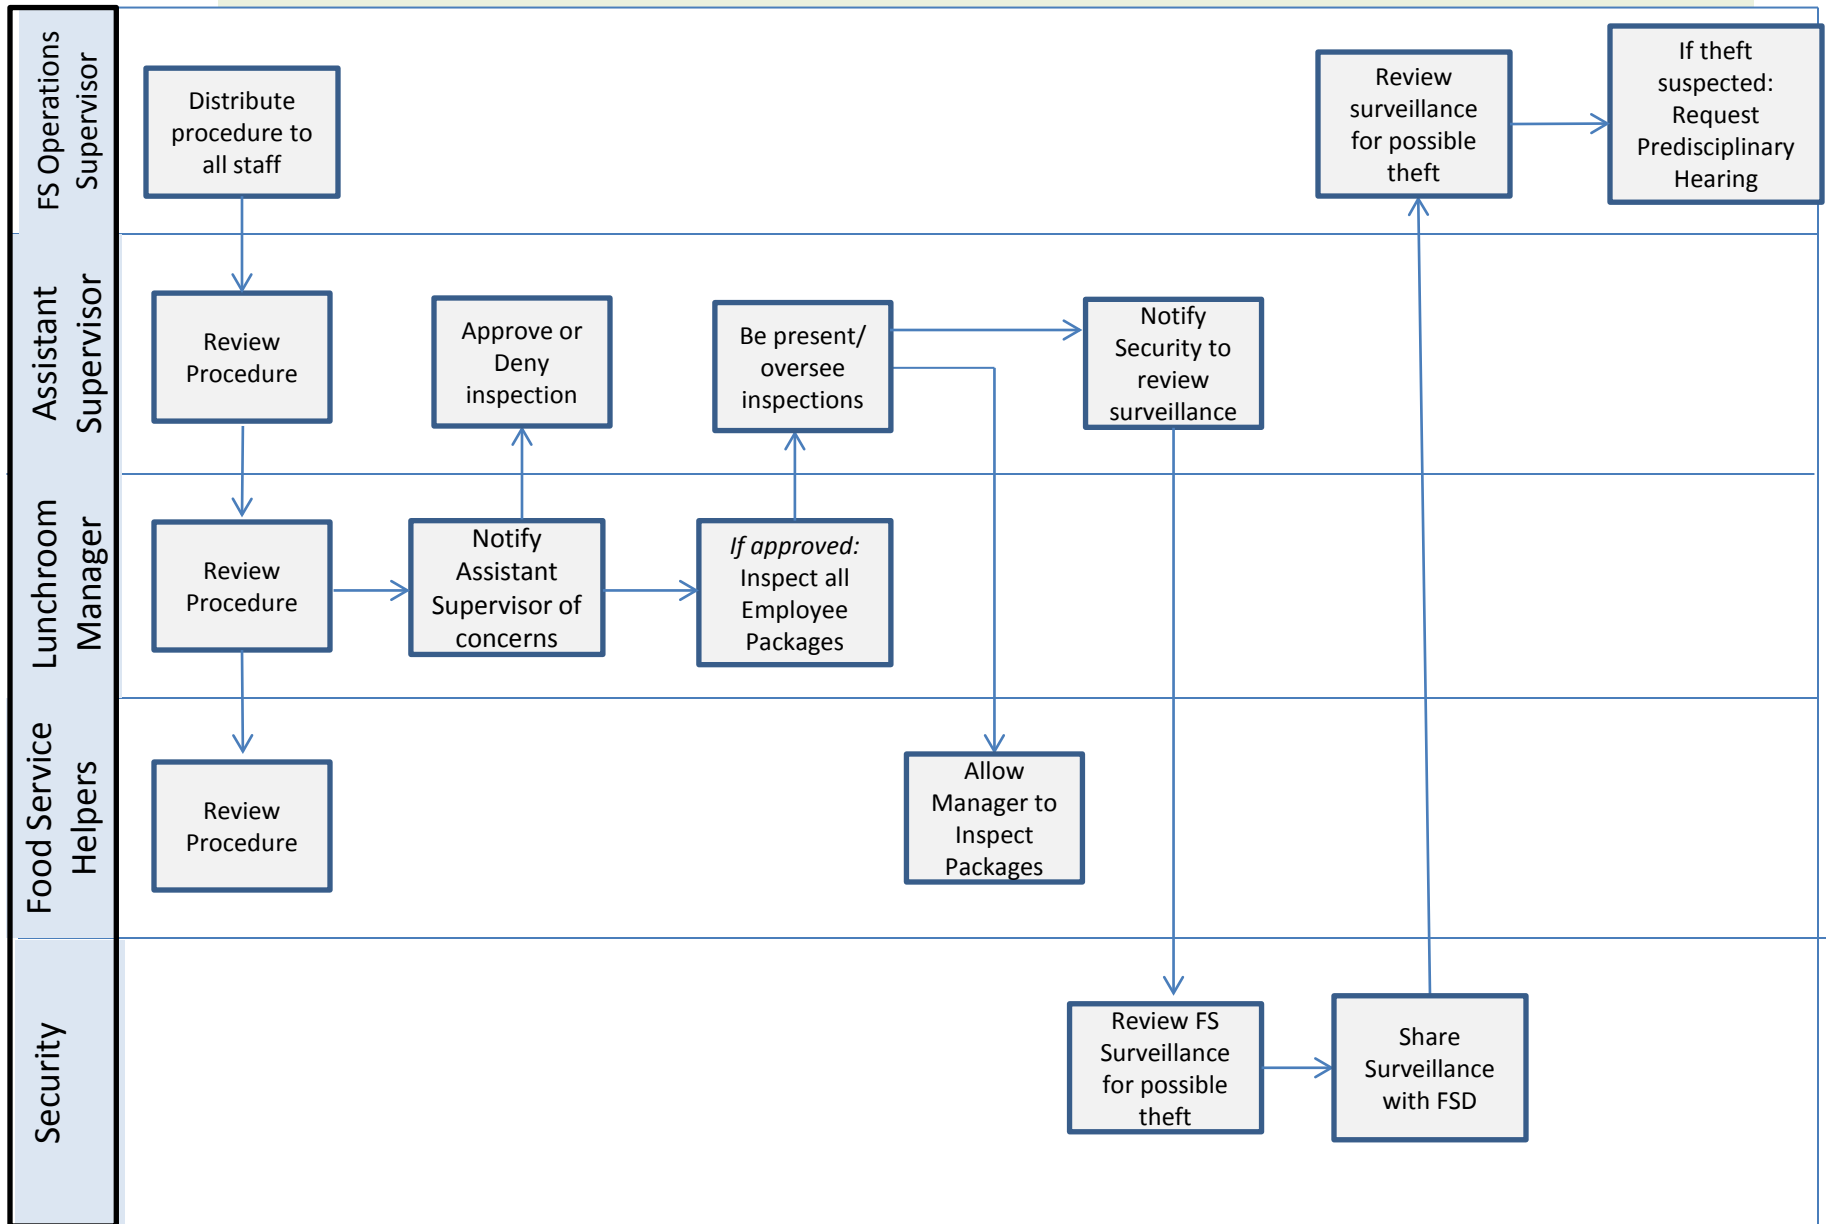 FS Operations
Supervisor
Distribute
procedure to
all staff
Review
surveillance
for possible
theft
If theft
suspected:
Request
Predisciplinary
Hearing
Assistant
Supervisor
Review
Procedure
Approve or
Deny
inspection
Be present/
oversee
inspections
Notify
Security to
review
surveillance
Lunchroom
Manager
Review
Procedure
Notify
Assistant
Supervisor of
concerns
If approved:
Inspect all
Employee
Packages
Food Service
Helpers
Review
Procedure
Allow
Manager to
Inspect
Packages
Security
Review FS
Surveillance
for possible
theft
Share
Surveillance
with FSD